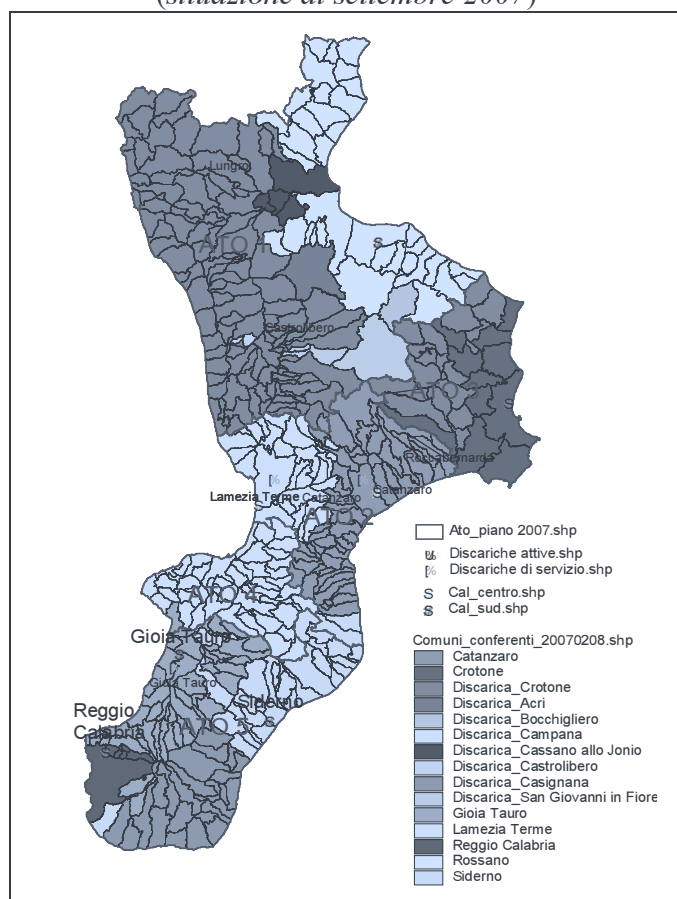 (situazione di settembre 2007)
Lungro
ATO 1
S
Castrolibero
ATO 3
S
Roccabernarda
Lamezia Terme
Catanzaro
Catanzaro
ATO 2
ATO 4
Gioia Tauro
S
Gioia Tauro
Siderno
S
Reggio
Calabria
ATO 5
Ato_piano 2007.shp
Discariche attive.shp
Discariche di servizio.shp
S Cal_centro.shp
S Cal_sud.shp
Comuni_conferenti_20070208.shp
Catanzaro
Crotone
Discarica_Crotone
Discarica_Acri
Discarica_Bocchigliero
Discarica_Campana
Discarica_Cassano allo Jonio
Discarica_Castrolibero
Discarica_Casignana
Discarica_San Giovanni in Fiore
Gioia Tauro
Lamezia Terme
Reggio Calabria
Rossano
Siderno